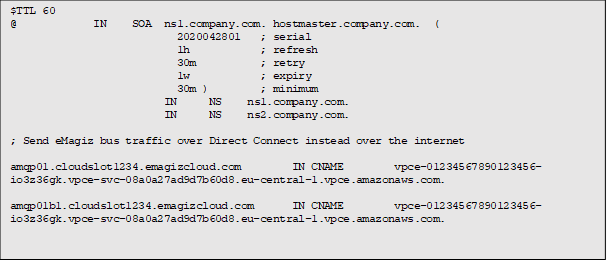 $TTL 60
@ IN SOA ns1.company.com. hostmaster.company.com. (
2020042801 ; serial
1h ; refresh
30m ; retry
1w ; expiry
30m ) ; minimum
IN NS ns1.company.com.
IN NS ns2.company.com.
; Send eMagiz bus traffic over Direct Connect instead over the internet
amqp01.cloudslot1234.emagizcloud.com IN CNAME vpce-01234567890123456-
io3z36gk.vpce-svc-08a0a27ad9d7b60d8.eu-central-1.vpce.amazonaws.com.
amqp01b1.cloudslot1234.emagizcloud.com IN CNAME vpce-01234567890123456-
io3z36gk.vpce-svc-08a0a27ad9d7b60d8.eu-central-1.vpce.amazonaws.com.